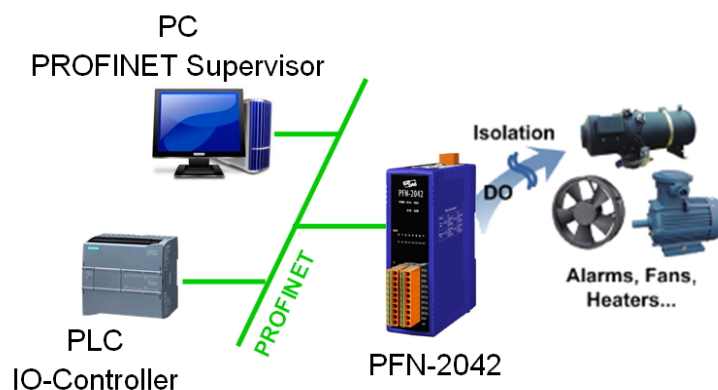 PC
PROFINET Supervisor
PFN-2042
Isolation
DO
Alarms, Fans,
Heaters...
PROFINET
PLC
IO-Controller
PFN-2042